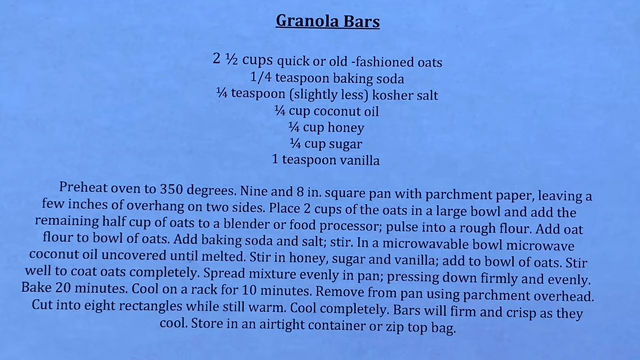 Granola Bars
2 ½ cups quick or old -fashioned oats
1/4 teaspoon baking soda
¼ teaspoon (slightly less) kosher salt
¼ cup coconut oil
¼ cup honey
¼ cup sugar
1 teaspoon vanilla
Preheat oven to 350 degrees. Nine and 8 in. square pan with parchment paper, leaving a
few inches of overhang on two sides. Place 2 cups of the oats in a large bowl and add the
remaining half cup of oats to a blender or food processor; pulse into a rough flour. Add oat
flour to bowl of oats. Add baking soda and salt; stir. In a microwavable bowl microwave
coconut oil uncovered until melted. Stir in honey, sugar and vanilla; add to bowl of oats. Stir
well to coat oats completely. Spread mixture evenly in pan; pressing down firmly and evenly.
Bake 20 minutes. Cool on a rack for 10 minutes. Remove from pan using parchment overhead.
Cut into eight rectangles while still warm. Cool completely. Bars will firm and crisp as they
cool. Store in an airtight container or zip top bag.